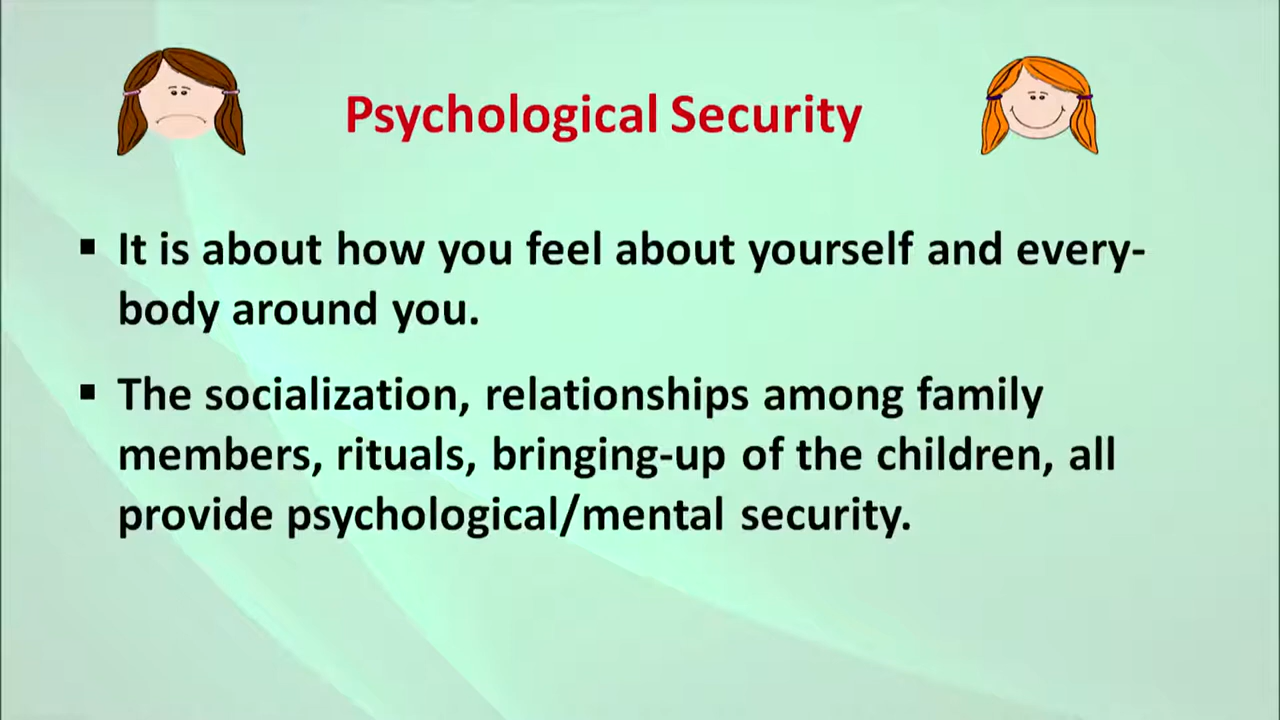 Psychological Security
▪ It is about how you feel about yourself and every-
body around you.
▪ The socialization, relationships among family
members, rituals, bringing-up of the children, all
provide psychological/mental security.